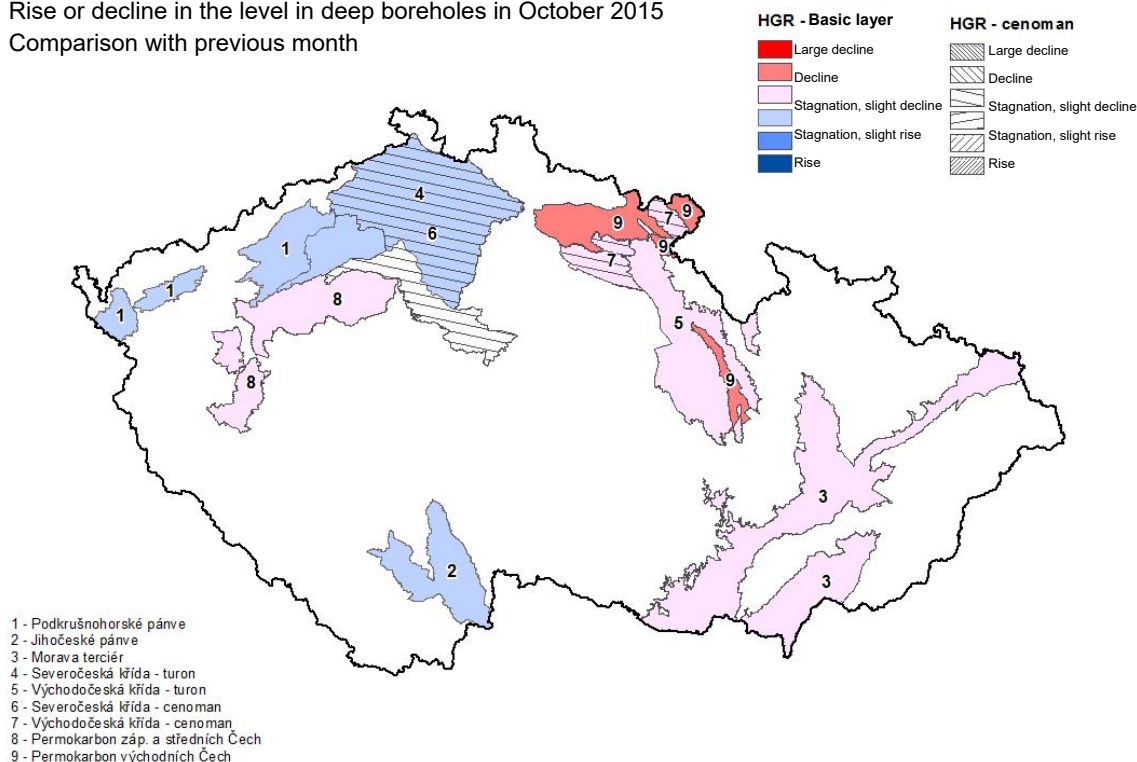 Rise or decline in the level in deep boreholes in October 2015
Comparison with previous month
HGR - Basic layer
Large decline
Decline
Stagnation, slight decline
Stagnation, slight rise
Rise
HGR - cenoman
Large decline
Decline
Stagnation, slight decline
Stagnation, slight rise
Rise
4
6
1
1
1
8
8
9
7
9
9
7
5
9
3
3
2
1 - Podkrušnohorské pánve
2 - Jihočeské pánve
3 - Morava terciér
4 - Severočeská křída - turon
5 - Východočeská křída - turon
6 - Severočeská křída - cenoman
7 - Východočeská křída - cenoman
8 - Permokarbon záp. a středních Čech
9 - Permokarbon východních Čech